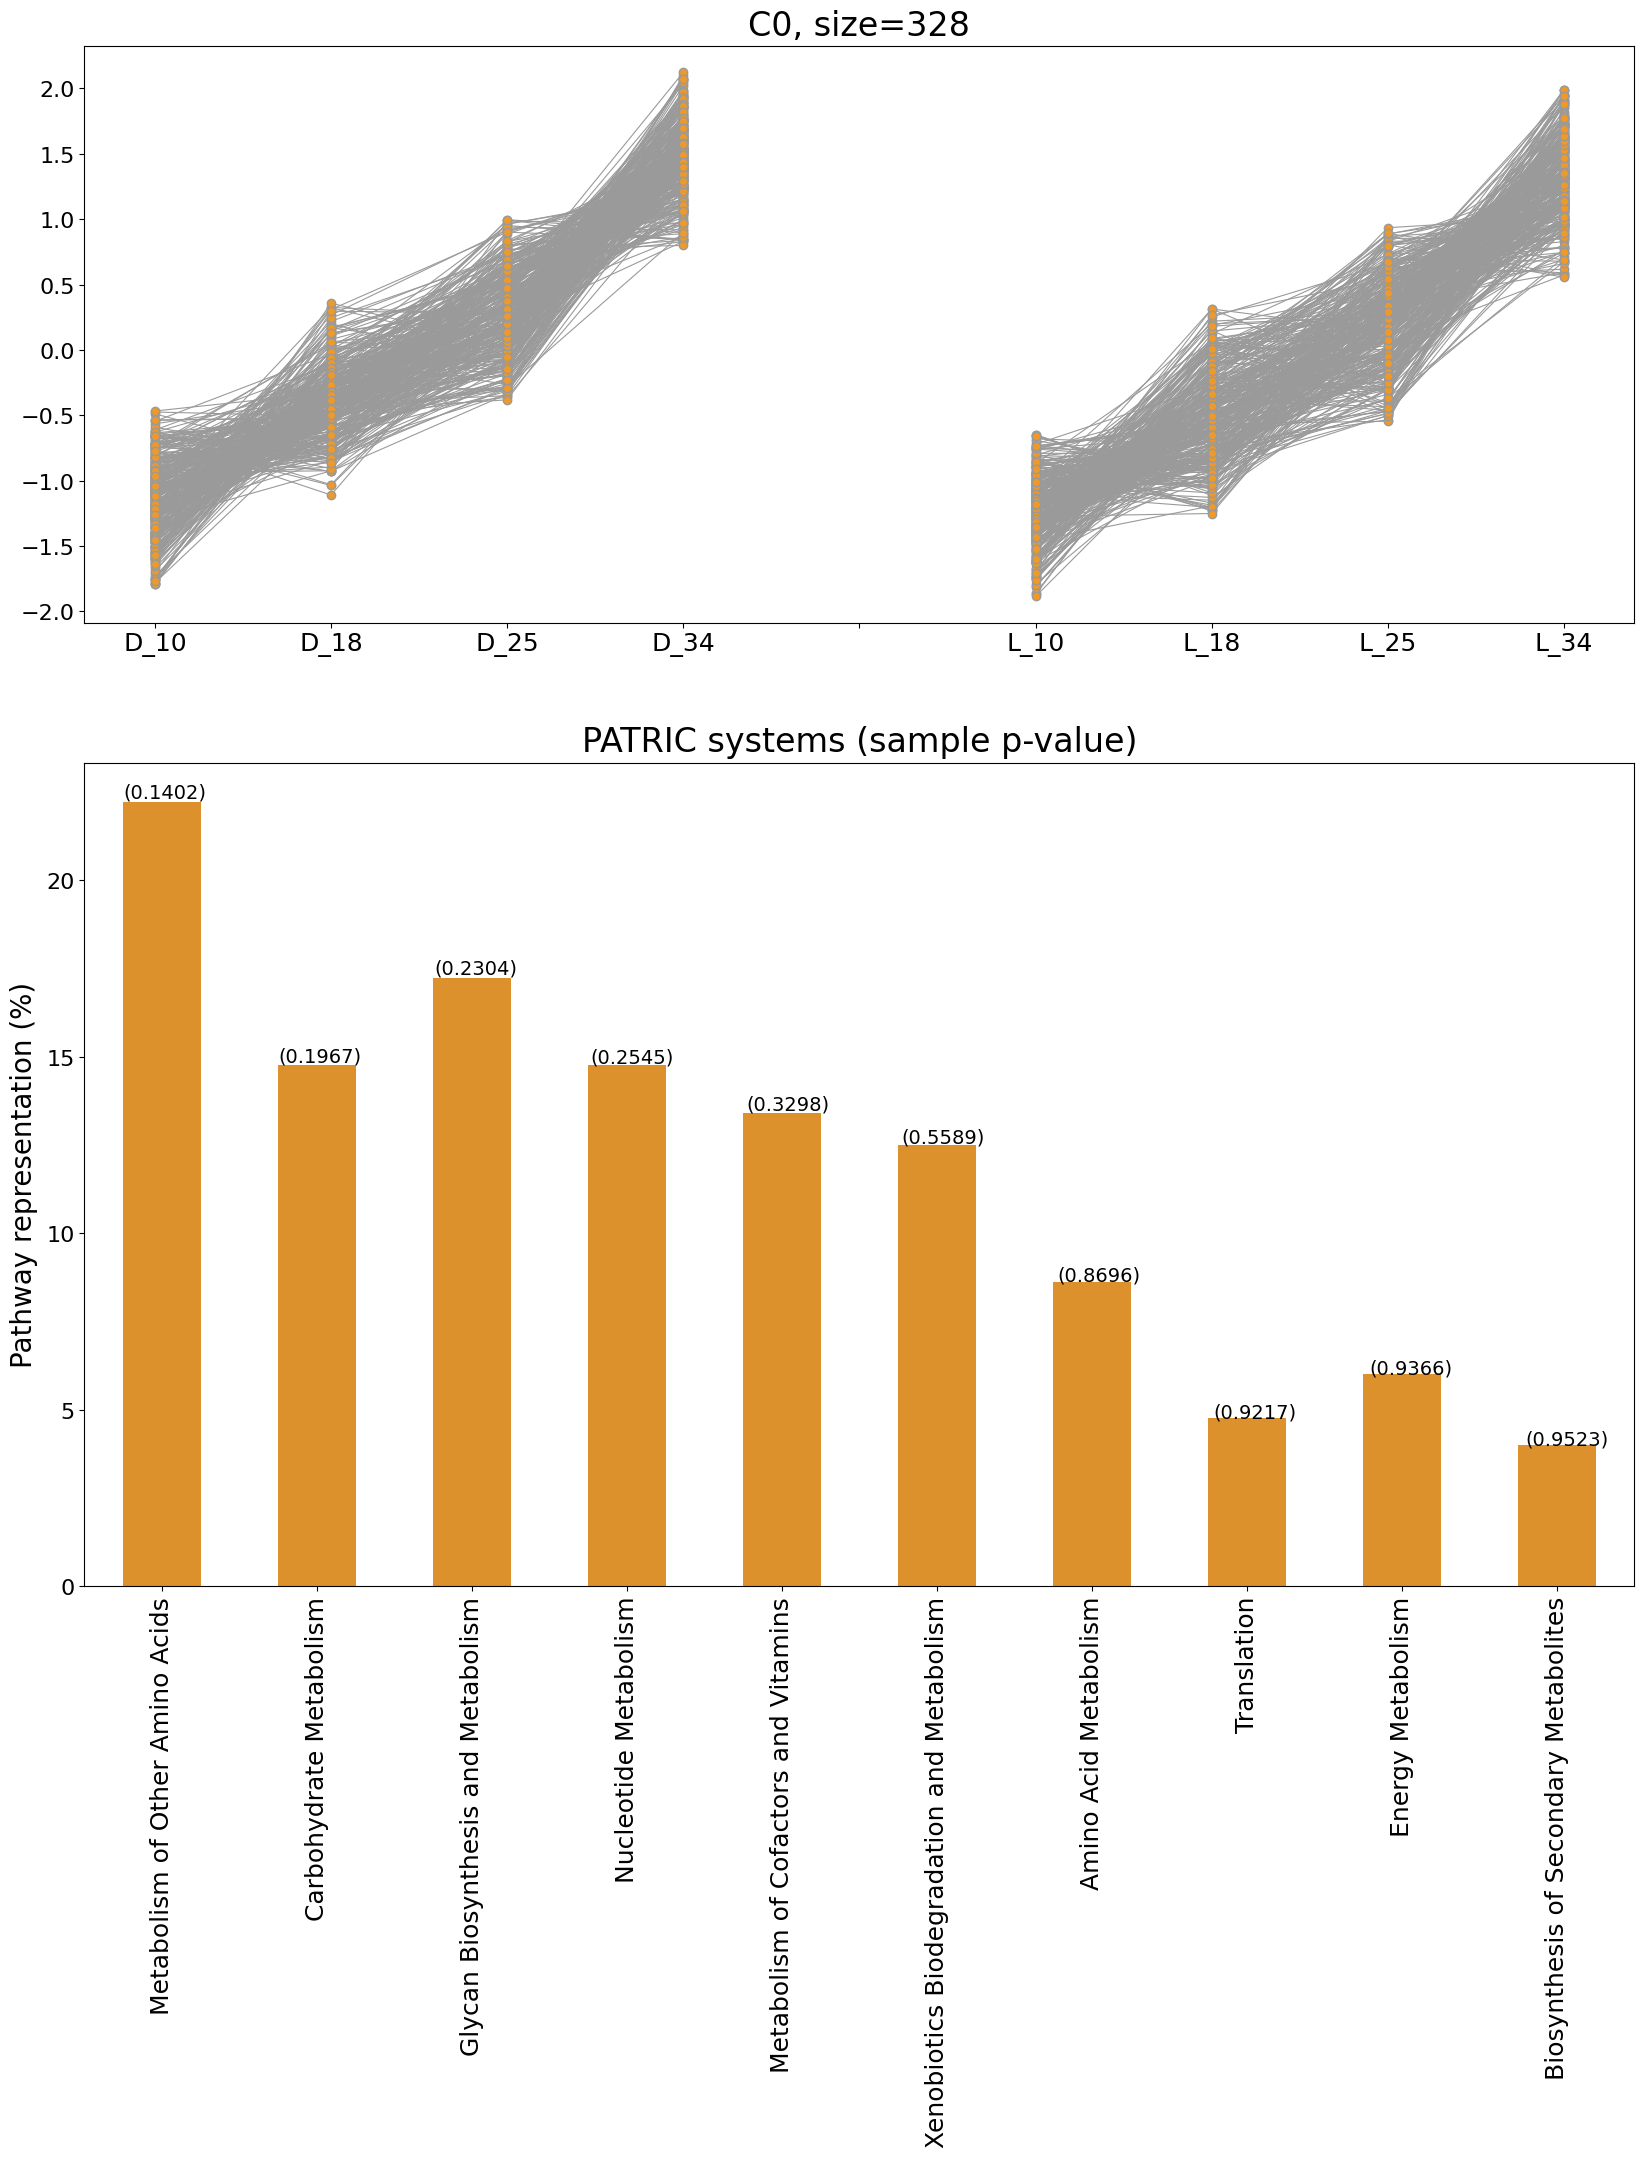 C0, size=328
2.0
1.5
1.0
0.5
0.0
−0.5
−1.0
−1.5
−2.0
D_10 D_18 D_25 D_34 L_10 L_18 L_25 L_34
PATRIC systems (sample p-value)
Pathway representation (%)
20
15
10
5
0
(0.1402)
(0.1967)
(0.2304)
(0.2545)
(0.3298)
(0.5589)
(0.8696)
(0.9217)
(0.9366)
(0.9523)
Metabolism of Other Amino Acids
Carbohydrate Metabolism
Glycan Biosynthesis and Metabolism
Nucleotide Metabolism
Metabolism of Cofactors and Vitamins
Xenobiotics Biodegradation and Metabolism
Amino Acid Metabolism
Translation
Energy Metabolism
Biosynthesis of Secondary Metabolites